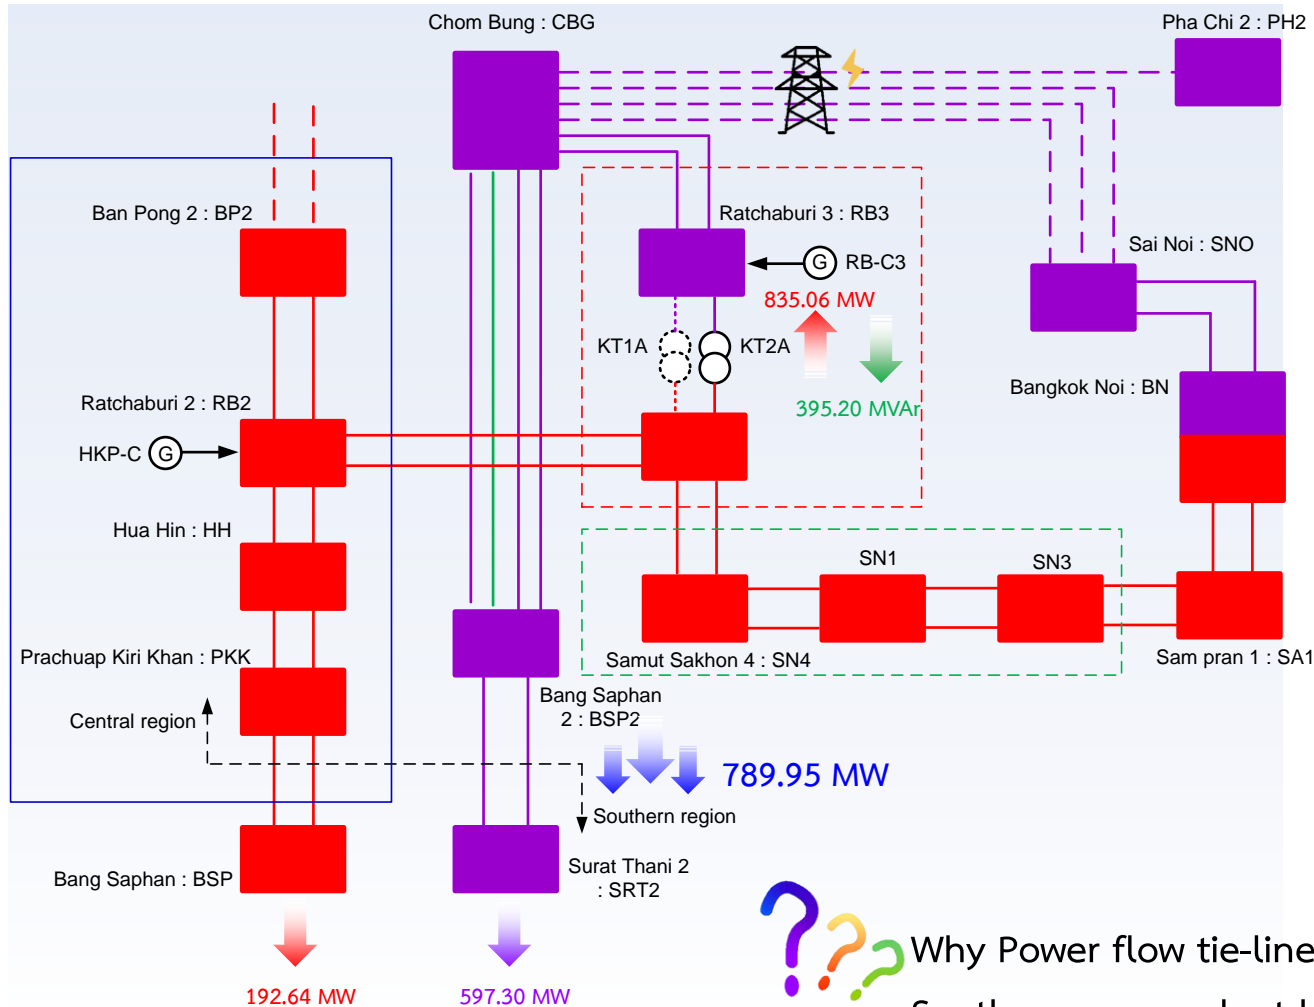 Chom Bung : CBG
Pha Chi 2 : PH2
Ban Pong 2 : BP2
Ratchaburi 3 : RB3
Sai Noi : SNO
G RB-C3
835.06 MW
KT1A
KT2A
Bangkok Noi : BN
Ratchaburi 2 : RB2
395.20 MVAr
HKP-C G
Hua Hin : HH
SN1
SN3
Prachuap Kiri Khan : PKK
Samut Sakhon 4 : SN4
Sam pran 1 : SA1
Bang Saphan
2 : BSP2
Central region
789.95 MW
Southern region
Bang Saphan : BSP
Surat Thani 2
: SRT2
???
Why Power flow tie-line
192.64 MW
597.30 MW